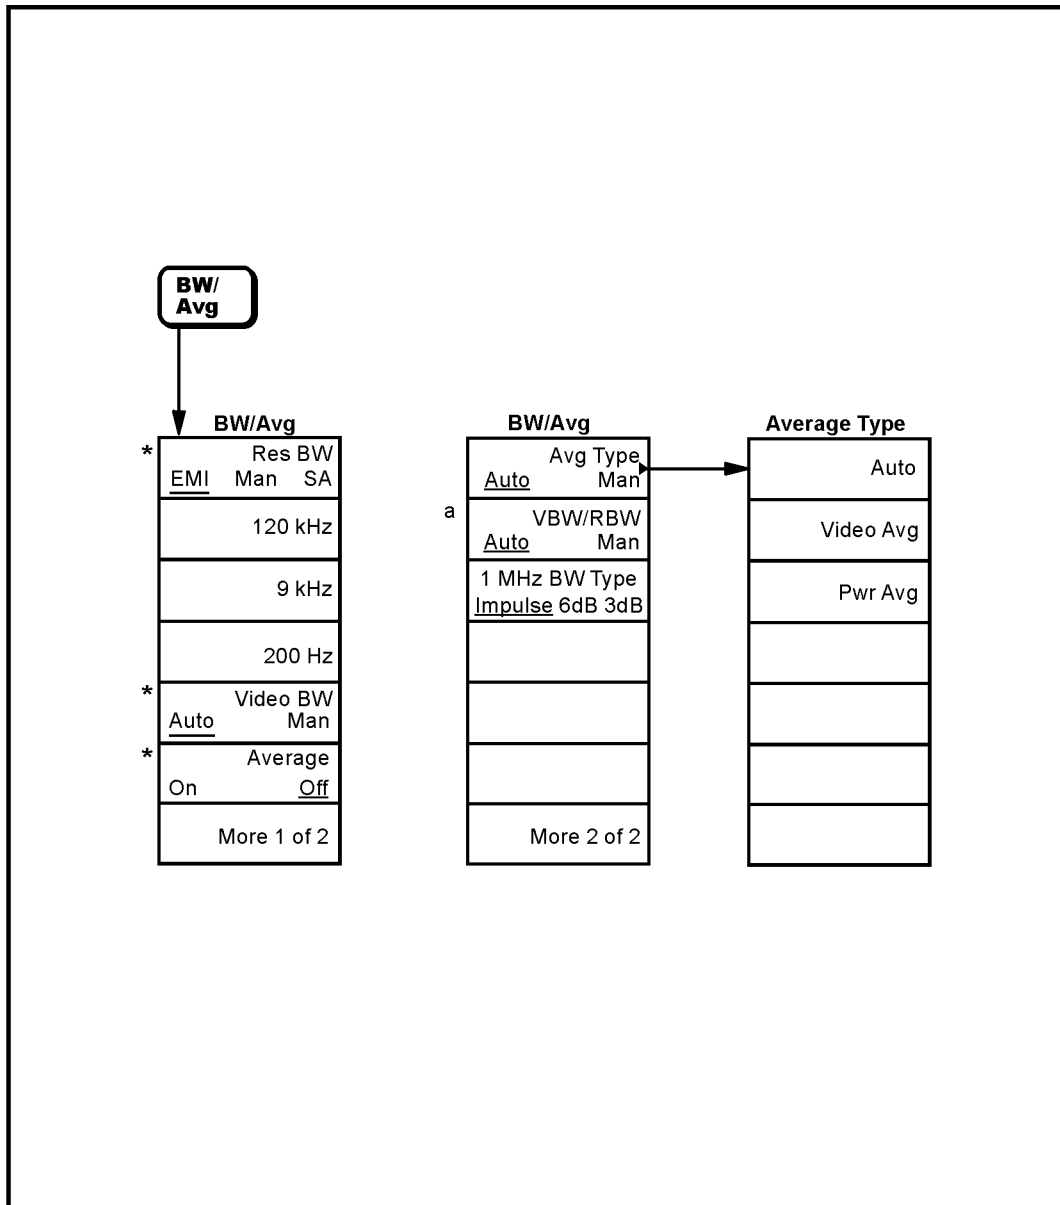 BW/
Avg
BW/Avg
* Res BW
EMI Man SA
120 kHz
9 kHz
200 Hz
* Video BW
Auto Man
* Average
On Off
More 1 of 2
BW/Avg
Avg Type
Auto Man
a VBW/RBW
Auto Man
1 MHz BW Type
Impulse 6dB 3dB
More 2 of 2
Average Type
Auto
Video Avg
Pwr Avg